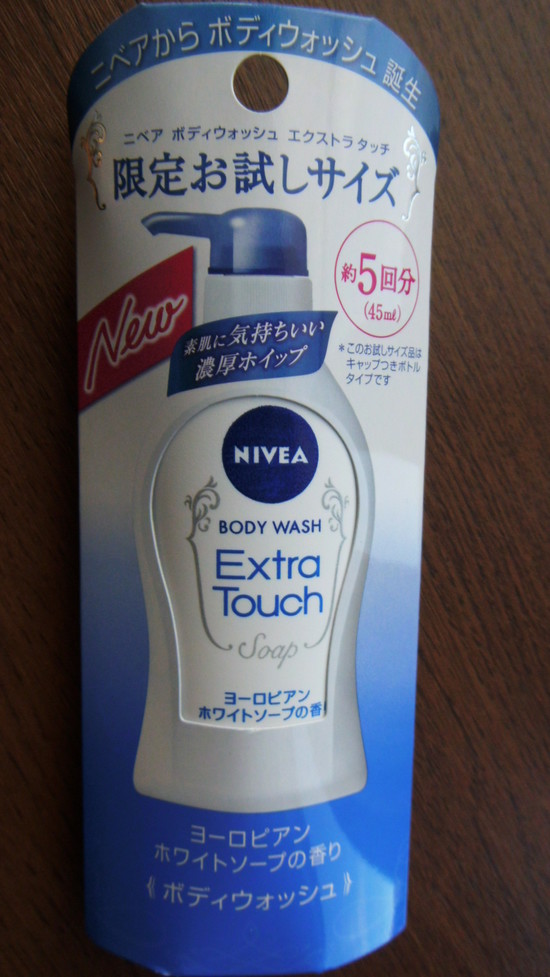 ニベアから ボディウォッシュ 誕生
ニベア ボディウォッシュ エクストラタッチ
限定お試しサイズ
約5回分
(45mℓ)
*このお試しサイズ品は
キャップつきボトル
タイプです
New
素肌に気持ちいい
濃厚ホイップ
NIVEA
BODY WASH
Extra
Touch
Soap
ヨーロピアン
ホワイトソープの香り
ヨーロピアン
ホワイトソープの香り
《ボディウォッシュ》